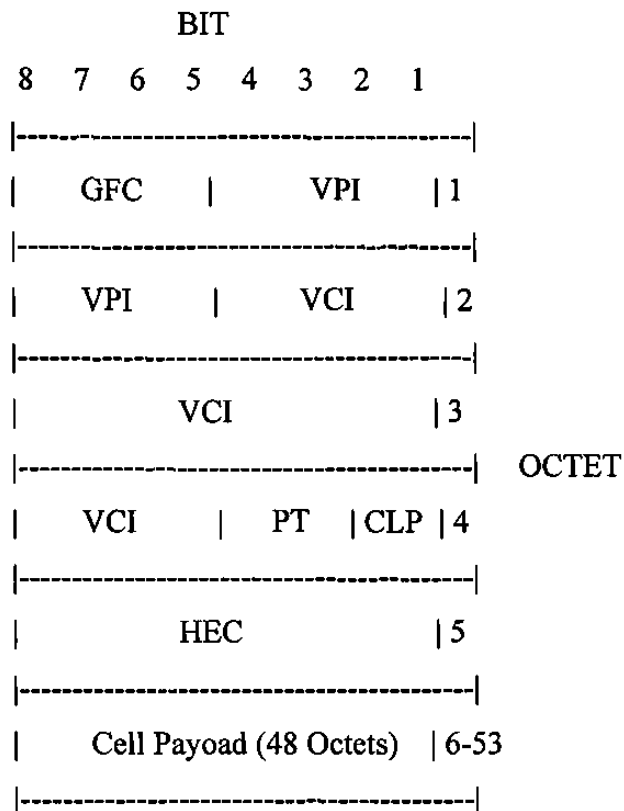 BIT
8 7 6 5 4 3 2 1
|-----------------------------------------|
| GFC | VPI | 1
|-----------------------------------------|
| VPI | VCI | 2
|-----------------------------------------|
| VCI | 3
|-----------------------------------------| OCTET
| VCI | PT | CLP | 4
|-----------------------------------------|
| HEC | 5
|-----------------------------------------|
| Cell Payoad (48 Octets) | 6-53
|-----------------------------------------|